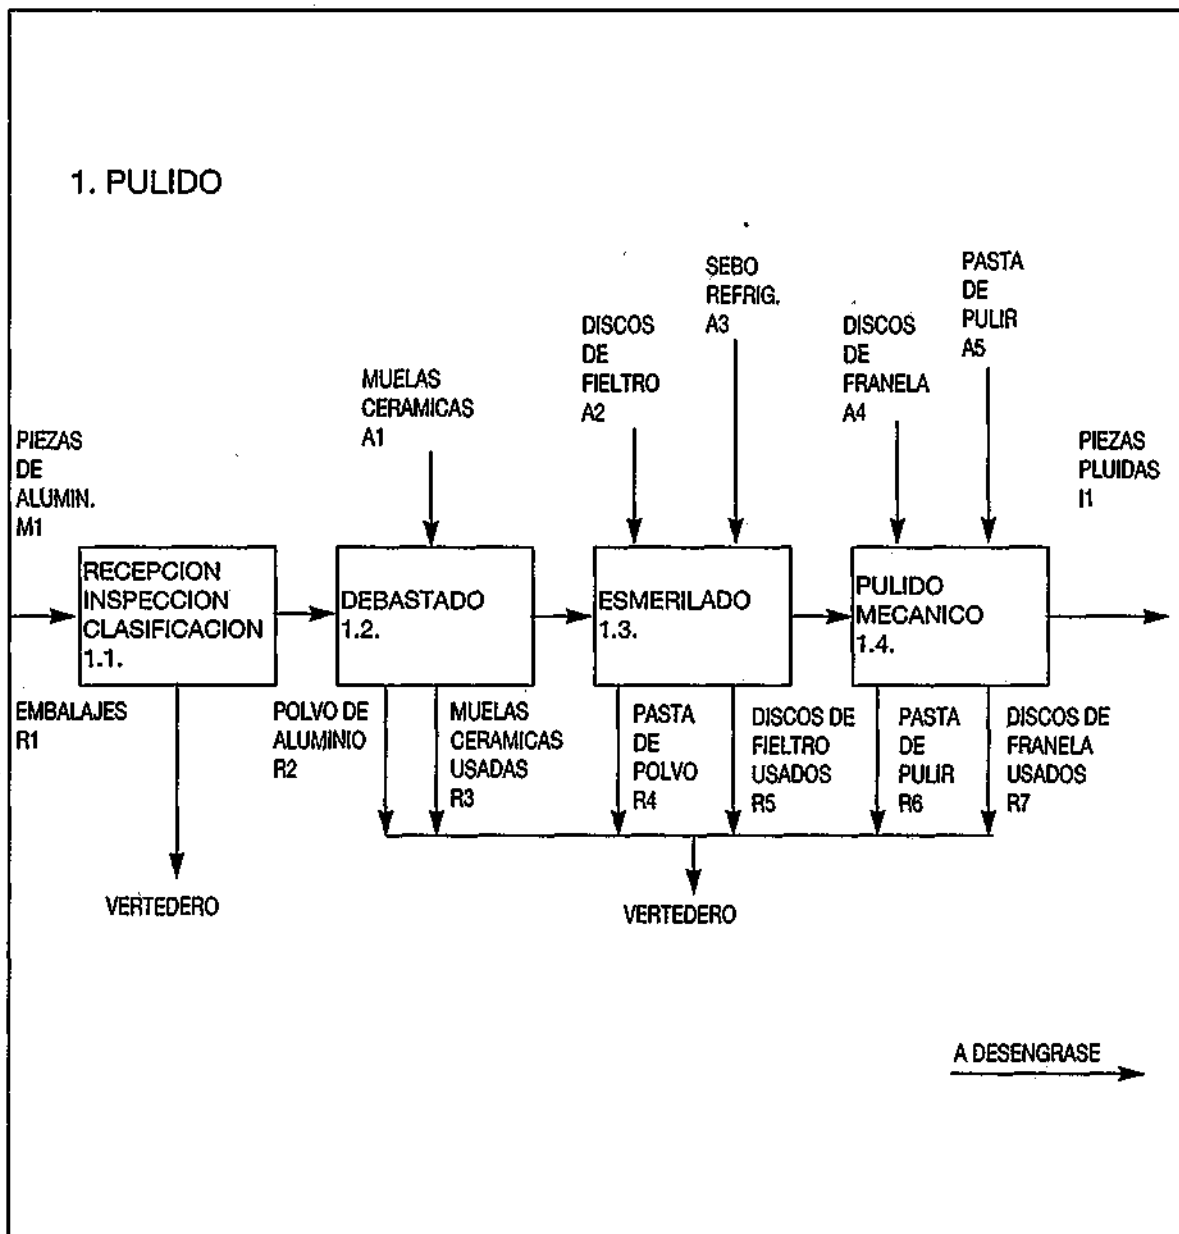 1. PULIDO
SEBO
REFRIG.
A3
PASTA
DE
PULIR
A5
DISCOS
DE
FIELTRO
A2
DISCOS
DE
FRANELA
A4
MUELAS
CERAMICAS
A1
PIEZAS
DE
ALUMIN.
M1
PIEZAS
PLUIDAS
I1
RECEPCION
INSPECCION
CLASIFICACION
1.1.
DEBASTADO
1.2.
ESMERILADO
1.3.
PULIDO
MECANICO
1.4.
EMBALAJES
R1
POLVO DE
ALUMINIO
R2
MUELAS
CERAMICAS
USADAS
R3
PASTA
DE
POLVO
R4
DISCOS DE
FIELTRO
USADOS
R5
PASTA
DE
PULIR
R6
DISCOS DE
FRANELA
USADOS
R7
VERTEDERO
VERTEDERO
A DESENGRASE